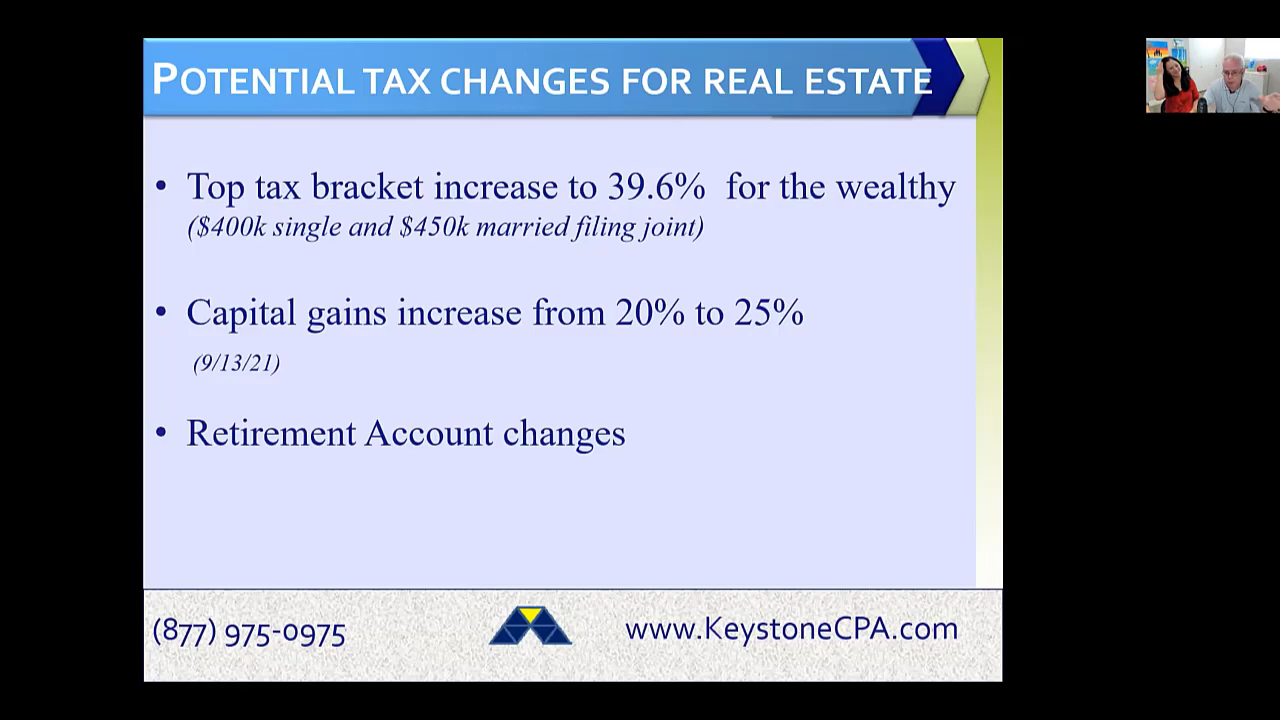 POTENTIAL TAX CHANGES FOR REAL ESTATE
• Top tax bracket increase to 39.6% for the wealthy
($400k single and $450k married filing joint)
• Capital gains increase from 20% to 25%
(9/13/21)
• Retirement Account changes
(877) 975-0975
www.KeystoneCPA.com